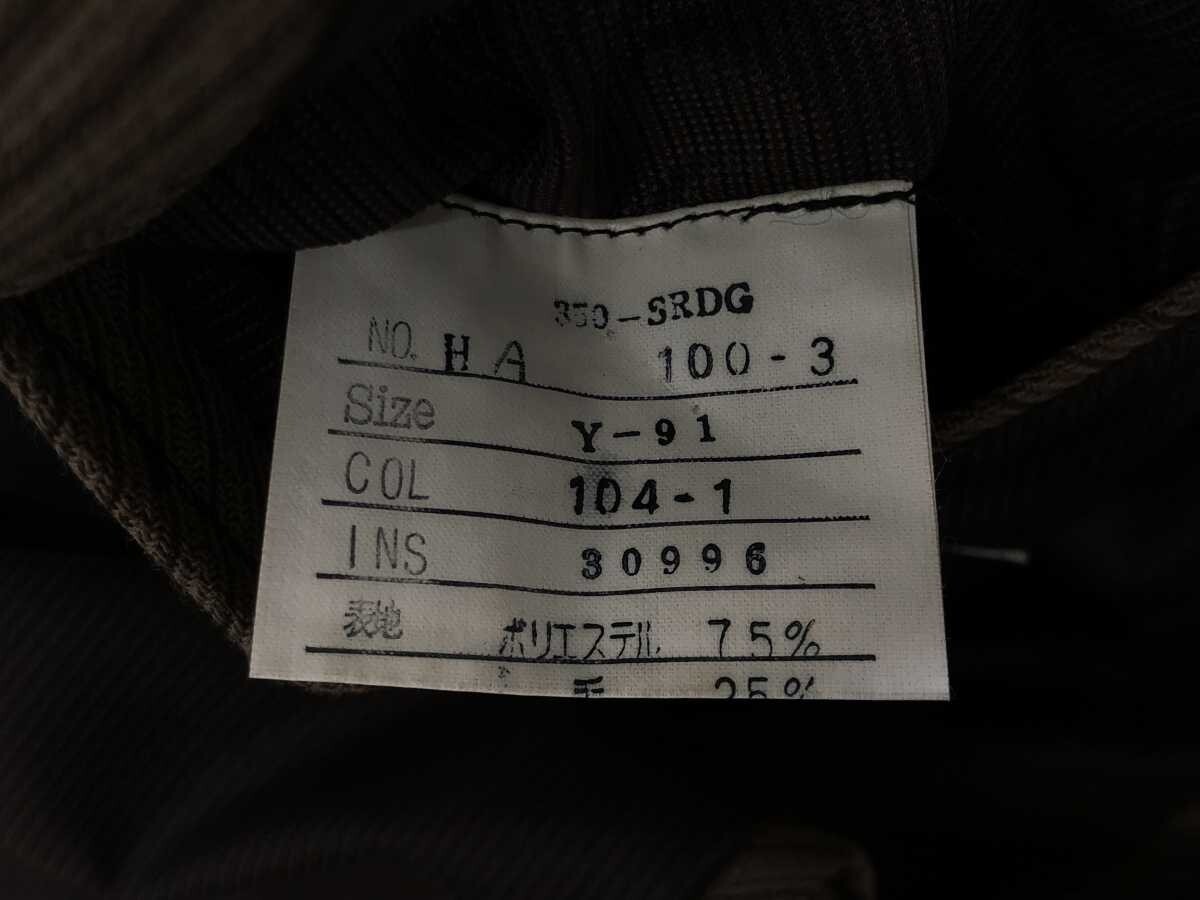 350-SRDG
NO. HA 100-3
Size Y-91
COL 104-1
INS 30996
表地 ポリエステル 75%
25%